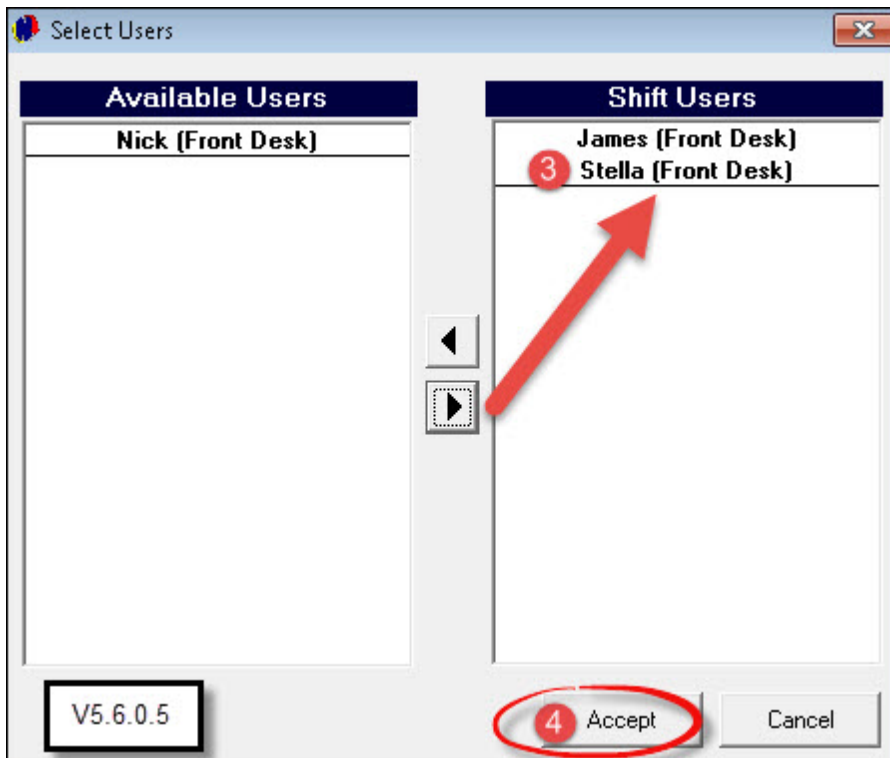 Select Users
Available Users
Shift Users
Nick (Front Desk)
James (Front Desk)
3 Stella (Front Desk)
V5.6.0.5
4 Accept
Cancel